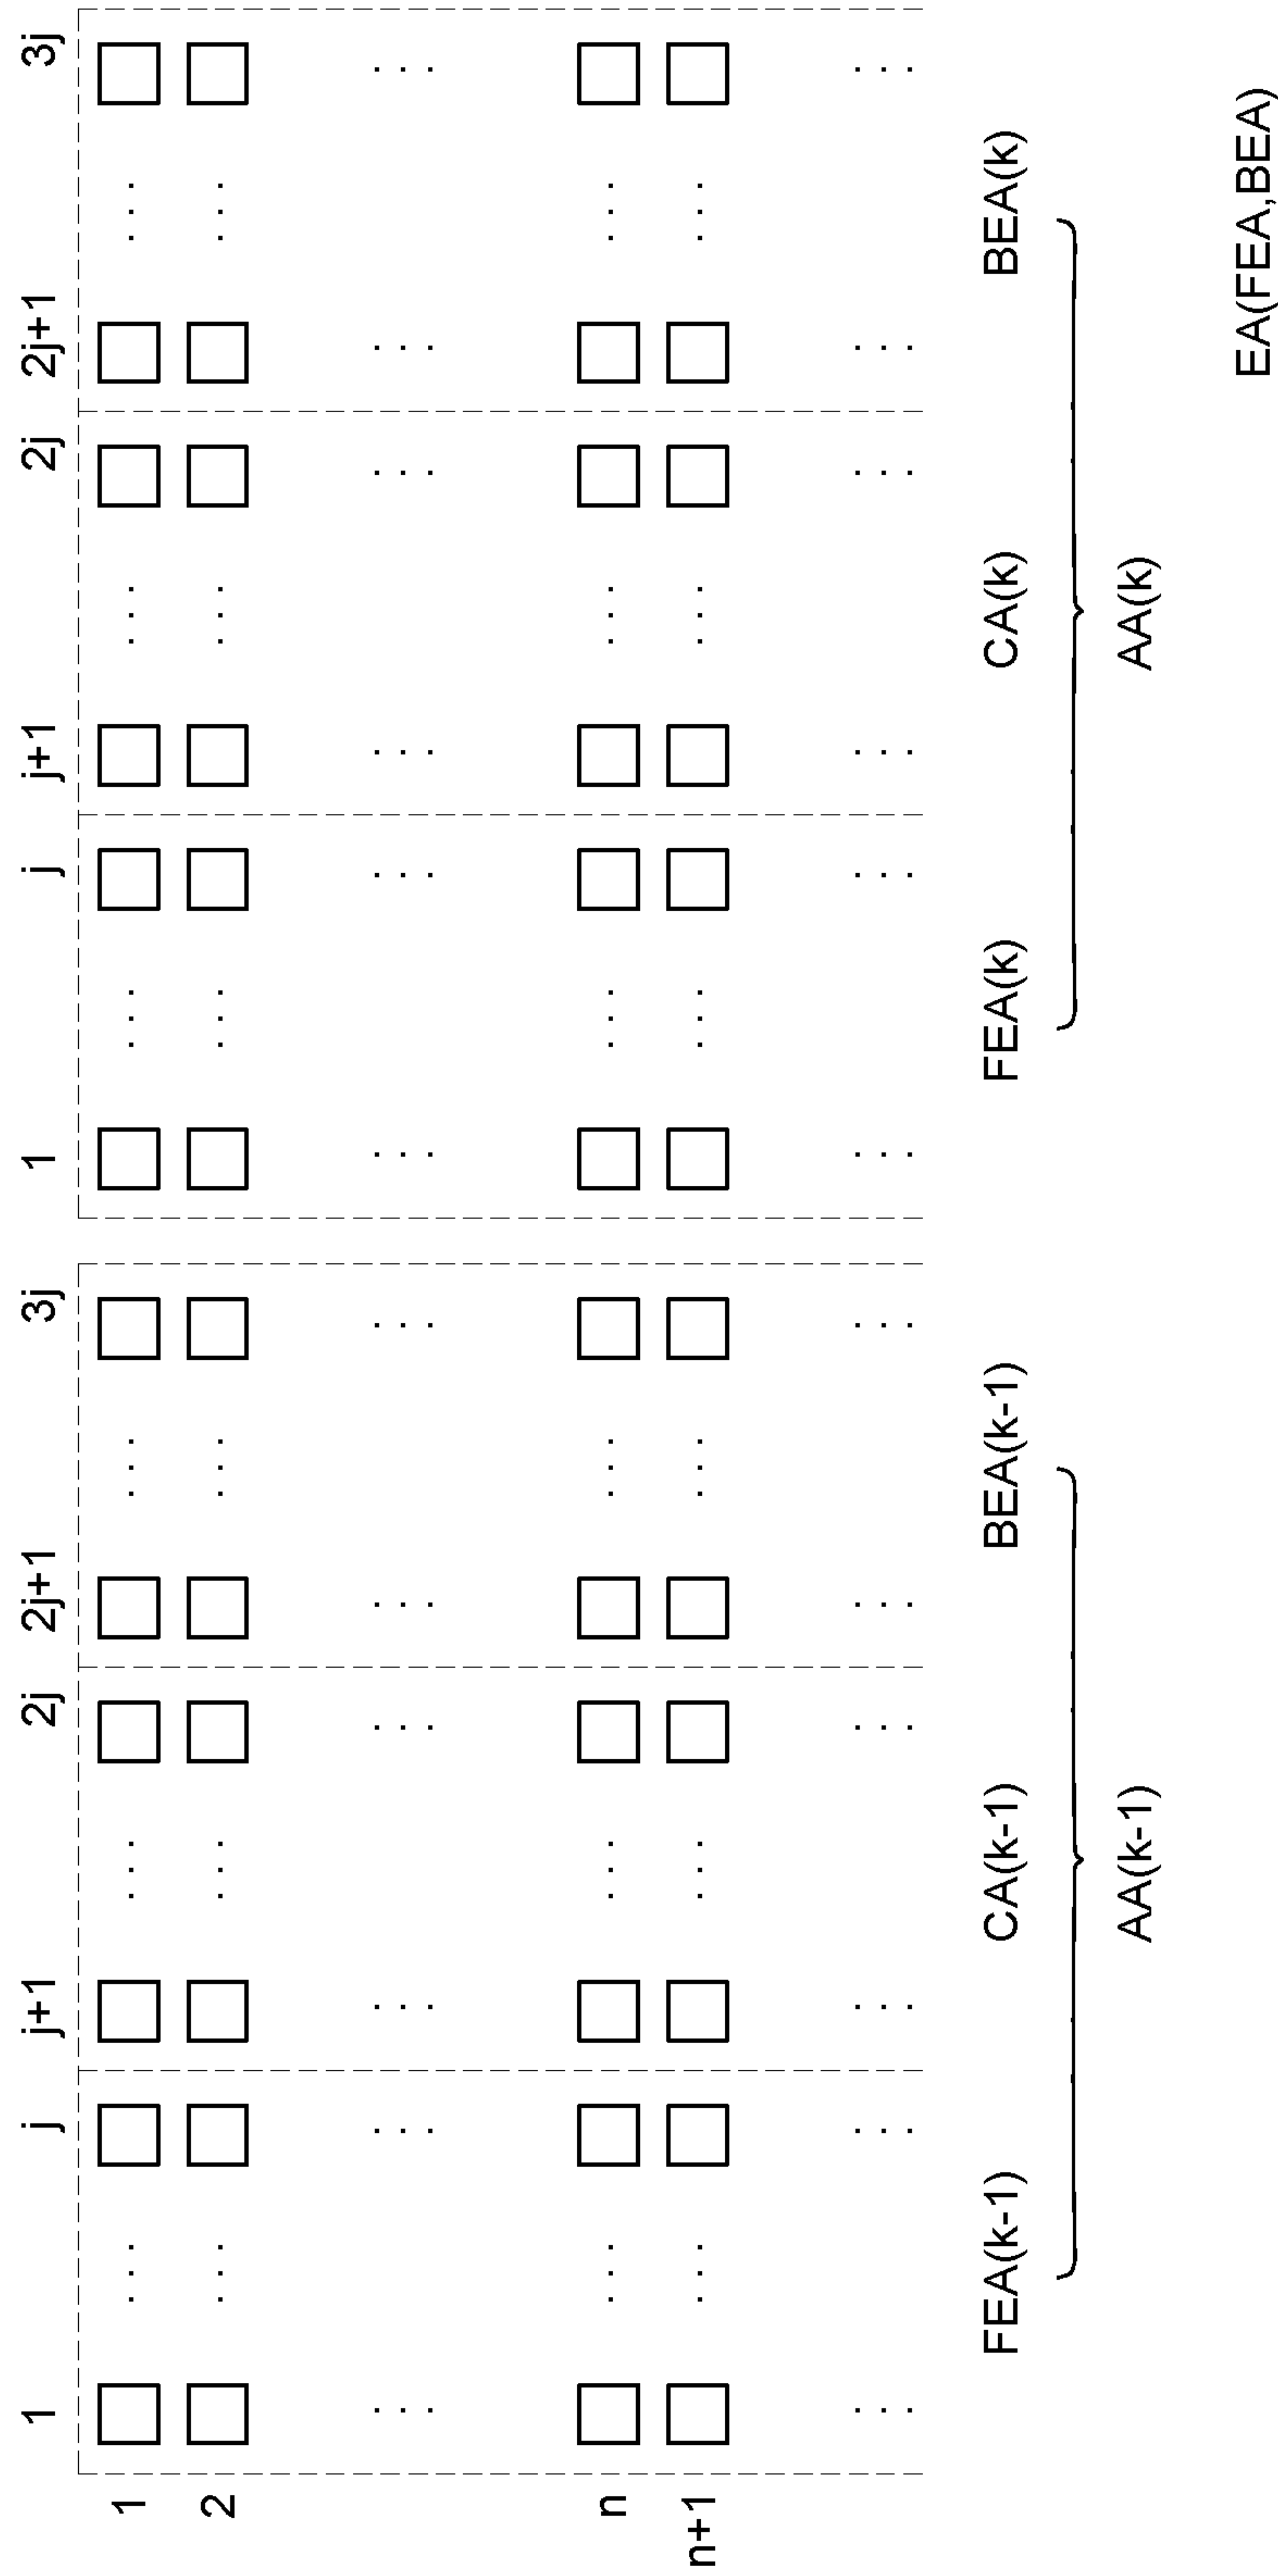 1 j j+1 2j 2j+1 3j 1 j j+1 2j 2j+1 3j
1
2
n
n+1
FEA(k-1) CA(k-1) BEA(k-1) FEA(k) CA(k) BEA(k)
AA(k-1) AA(k)
EA(FEA,BEA)